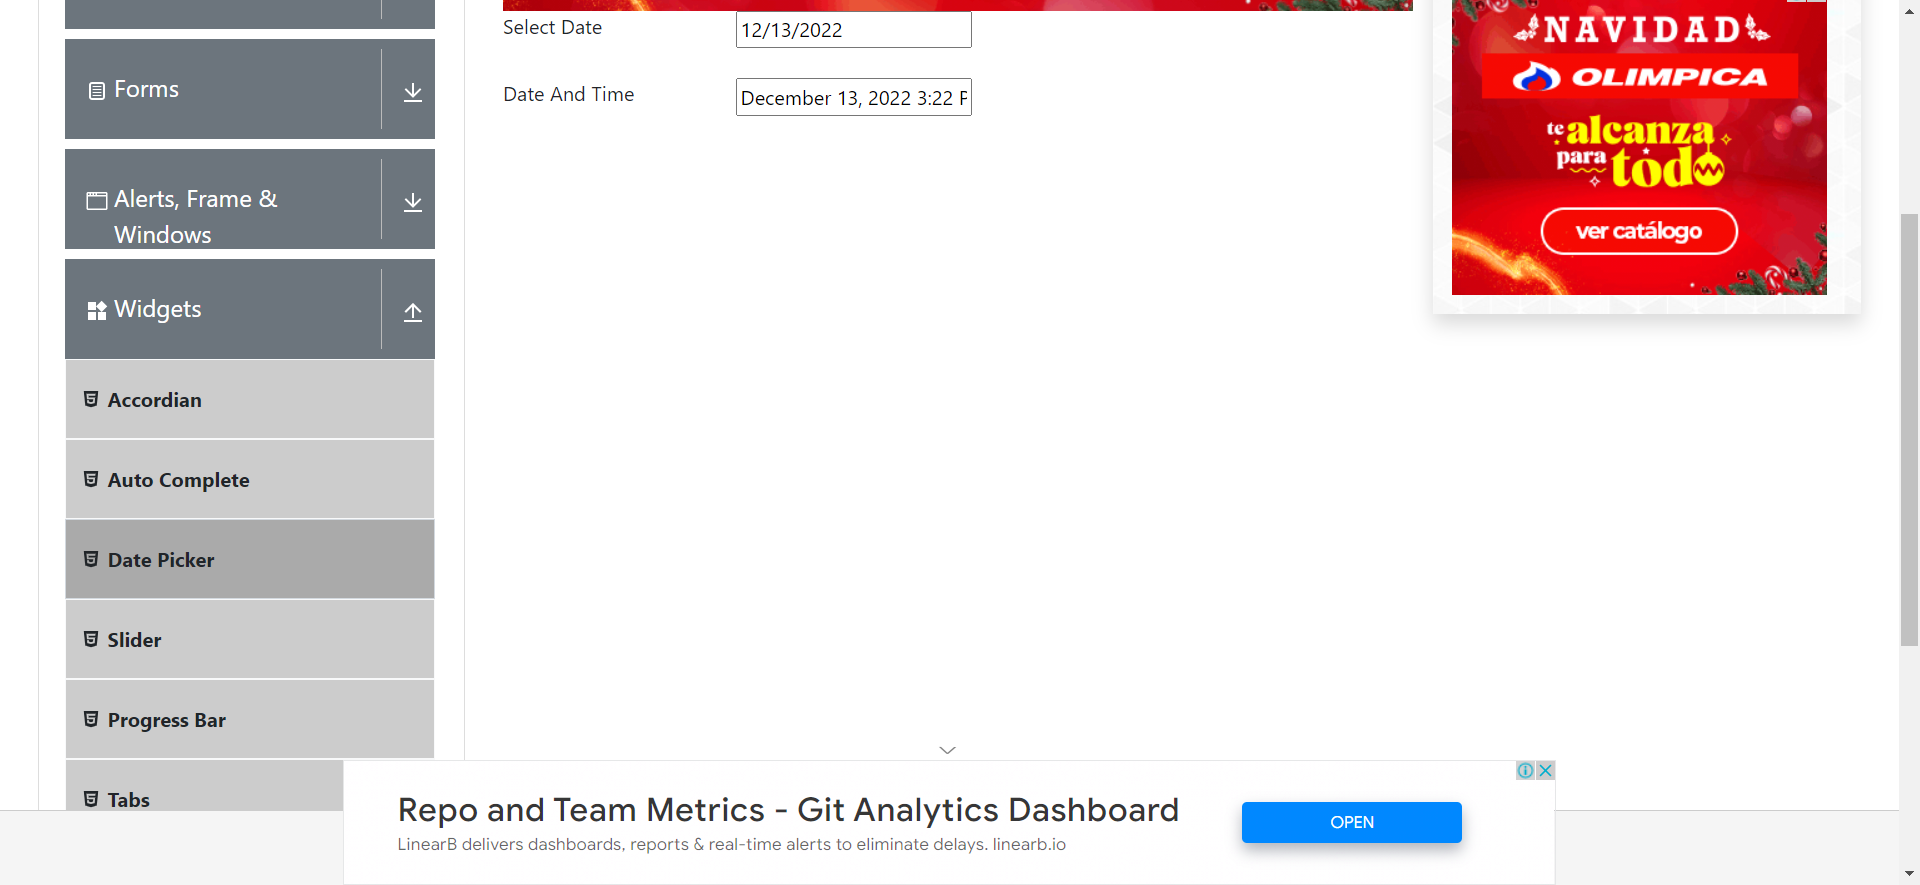 Select Date
12/13/2022
Date And Time
December 13, 2022 3:22 P
Forms
Alerts, Frame &
Windows
Widgets
Accordian
Auto Complete
Date Picker
Slider
Progress Bar
Tabs
NAVIDAD
OLIMPICA
te alcanza
para todo
ver catálogo
Repo and Team Metrics - Git Analytics Dashboard
LinearB delivers dashboards, reports & real-time alerts to eliminate delays. linearb.io
OPEN